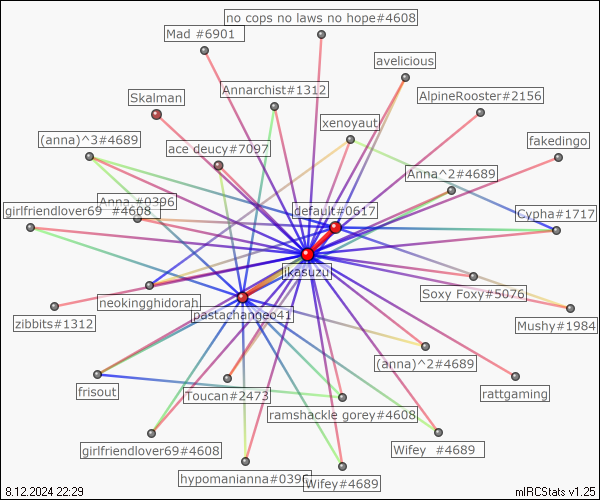 no cops no laws no hope#4608
Mad #6901
avelicious
Annarchist#1312
AlpineRooster#2156
Skalman
xenoyaut
(anna)^3#4689
fakedingo
ace deucy#7097
Anna^2#4689
Anna #0396
girlfriendlover69 #4608
default#0617
Cypha#1717
likasuzu
Soxy Foxy#5076
neokingghidorah
pastachangeo41
zibbits#1312
Mushy#1984
(anna)^2#4689
frisout
Toucan#2473
rattgaming
ramshackle gorey#4608
girlfriendlover69#4608
Wifey #4689
hypomanianna#0396
Wifey#4689
8.12.2024 22:29
mIRCStats v1.25